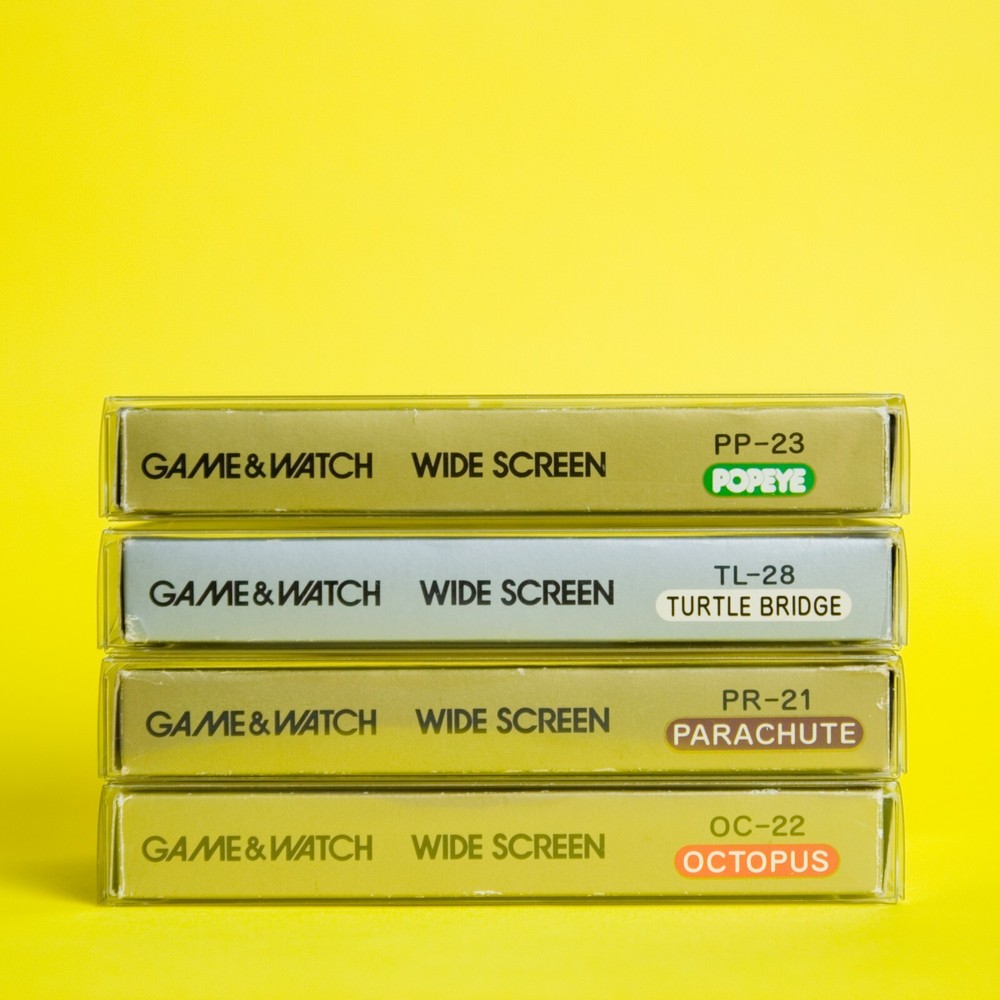 GAME & WATCH WIDE SCREEN PP-23
POPEYE
GAME & WATCH WIDE SCREEN TL-28
TURTLE BRIDGE
GAME & WATCH WIDE SCREEN PR-21
PARACHUTE
GAME & WATCH WIDE SCREEN OC-22
OCTOPUS